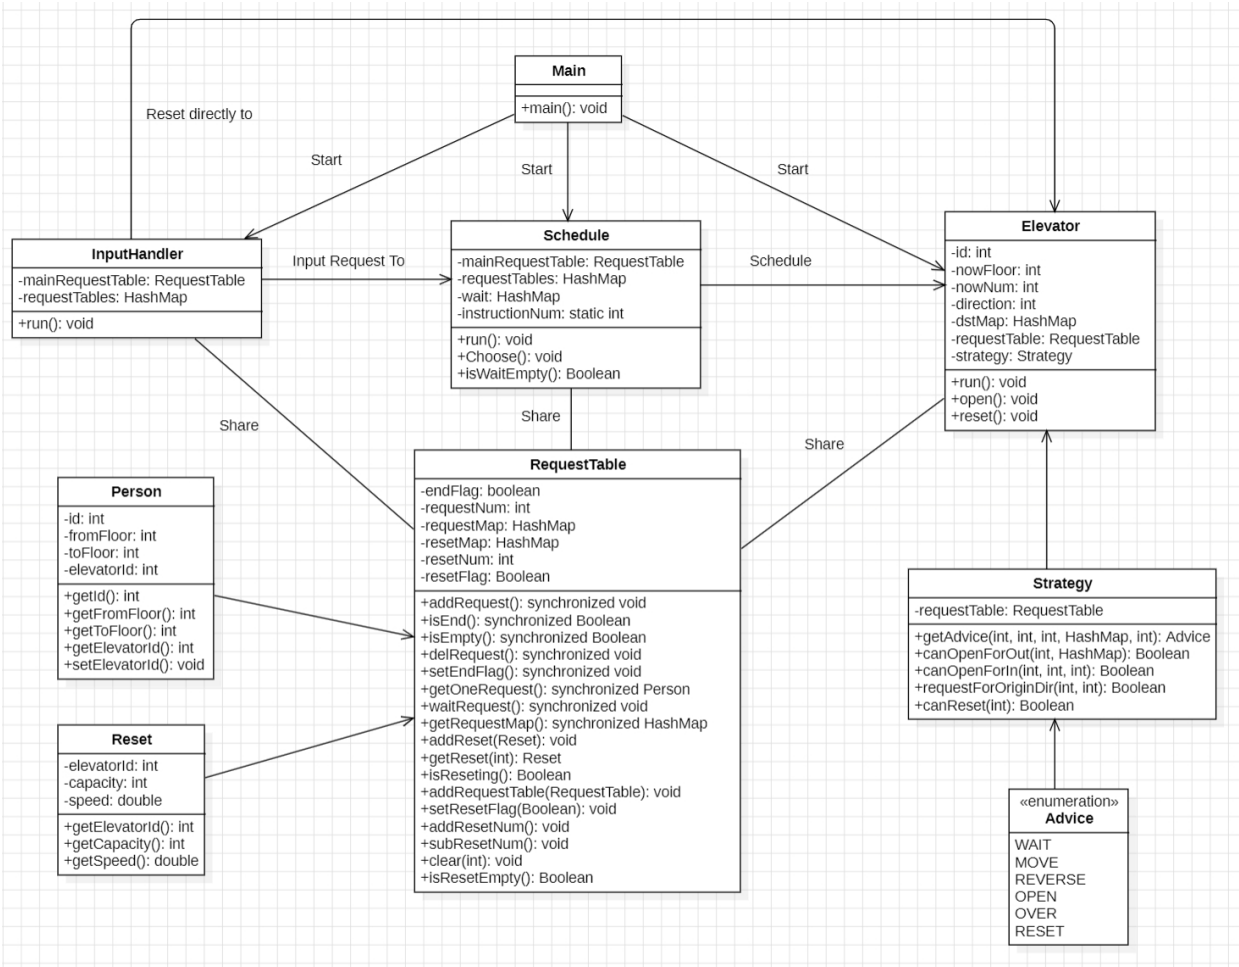 Main
+main(): void
Reset directly to
Start
Start
Start
InputHandler
-mainRequestTable: RequestTable
-requestTables: HashMap
+run(): void
Input Request To
Schedule
-mainRequestTable: RequestTable
-requestTables: HashMap
-wait: HashMap
-instructionNum: static int
+run(): void
+Choose(): void
+isWaitEmpty(): Boolean
Schedule
Elevator
-id: int
-nowFloor: int
-nowNum: int
-direction: int
-dstMap: HashMap
-requestTable: RequestTable
-strategy: Strategy
+run(): void
+open(): void
+reset(): void
Share
Share
Share
Person
-id: int
-fromFloor: int
-toFloor: int
-elevatorId: int
+getId(): int
+getFromFloor(): int
+getToFloor(): int
+getElevatorId(): int
+setElevatorId(): void
RequestTable
-endFlag: boolean
-requestNum: int
-requestMap: HashMap
-resetMap: HashMap
-resetNum: int
-resetFlag: Boolean
+addRequest(): synchronized void
+isEnd(): synchronized Boolean
+isEmpty(): synchronized Boolean
+delRequest(): synchronized void
+setEndFlag(): synchronized void
+getOneRequest(): synchronized Person
+waitRequest(): synchronized void
+getRequestMap(): synchronized HashMap
+addReset(Reset): void
+getReset(int): Reset
+isReseting(): Boolean
+addRequestTable(RequestTable): void
+setResetFlag(Boolean): void
+addResetNum(): void
+subResetNum(): void
+clear(int): void
+isResetEmpty(): Boolean
Strategy
-requestTable: RequestTable
+getAdvice(int, int, int, HashMap, int): Advice
+canOpenForOut(int, HashMap): Boolean
+canOpenForIn(int, int, int): Boolean
+requestForOriginDir(int, int): Boolean
+canReset(int): Boolean
Reset
-elevatorId: int
-capacity: int
-speed: double
+getElevatorId(): int
+getCapacity(): int
+getSpeed(): double
«enumeration»
Advice
WAIT
MOVE
REVERSE
OPEN
OVER
RESET